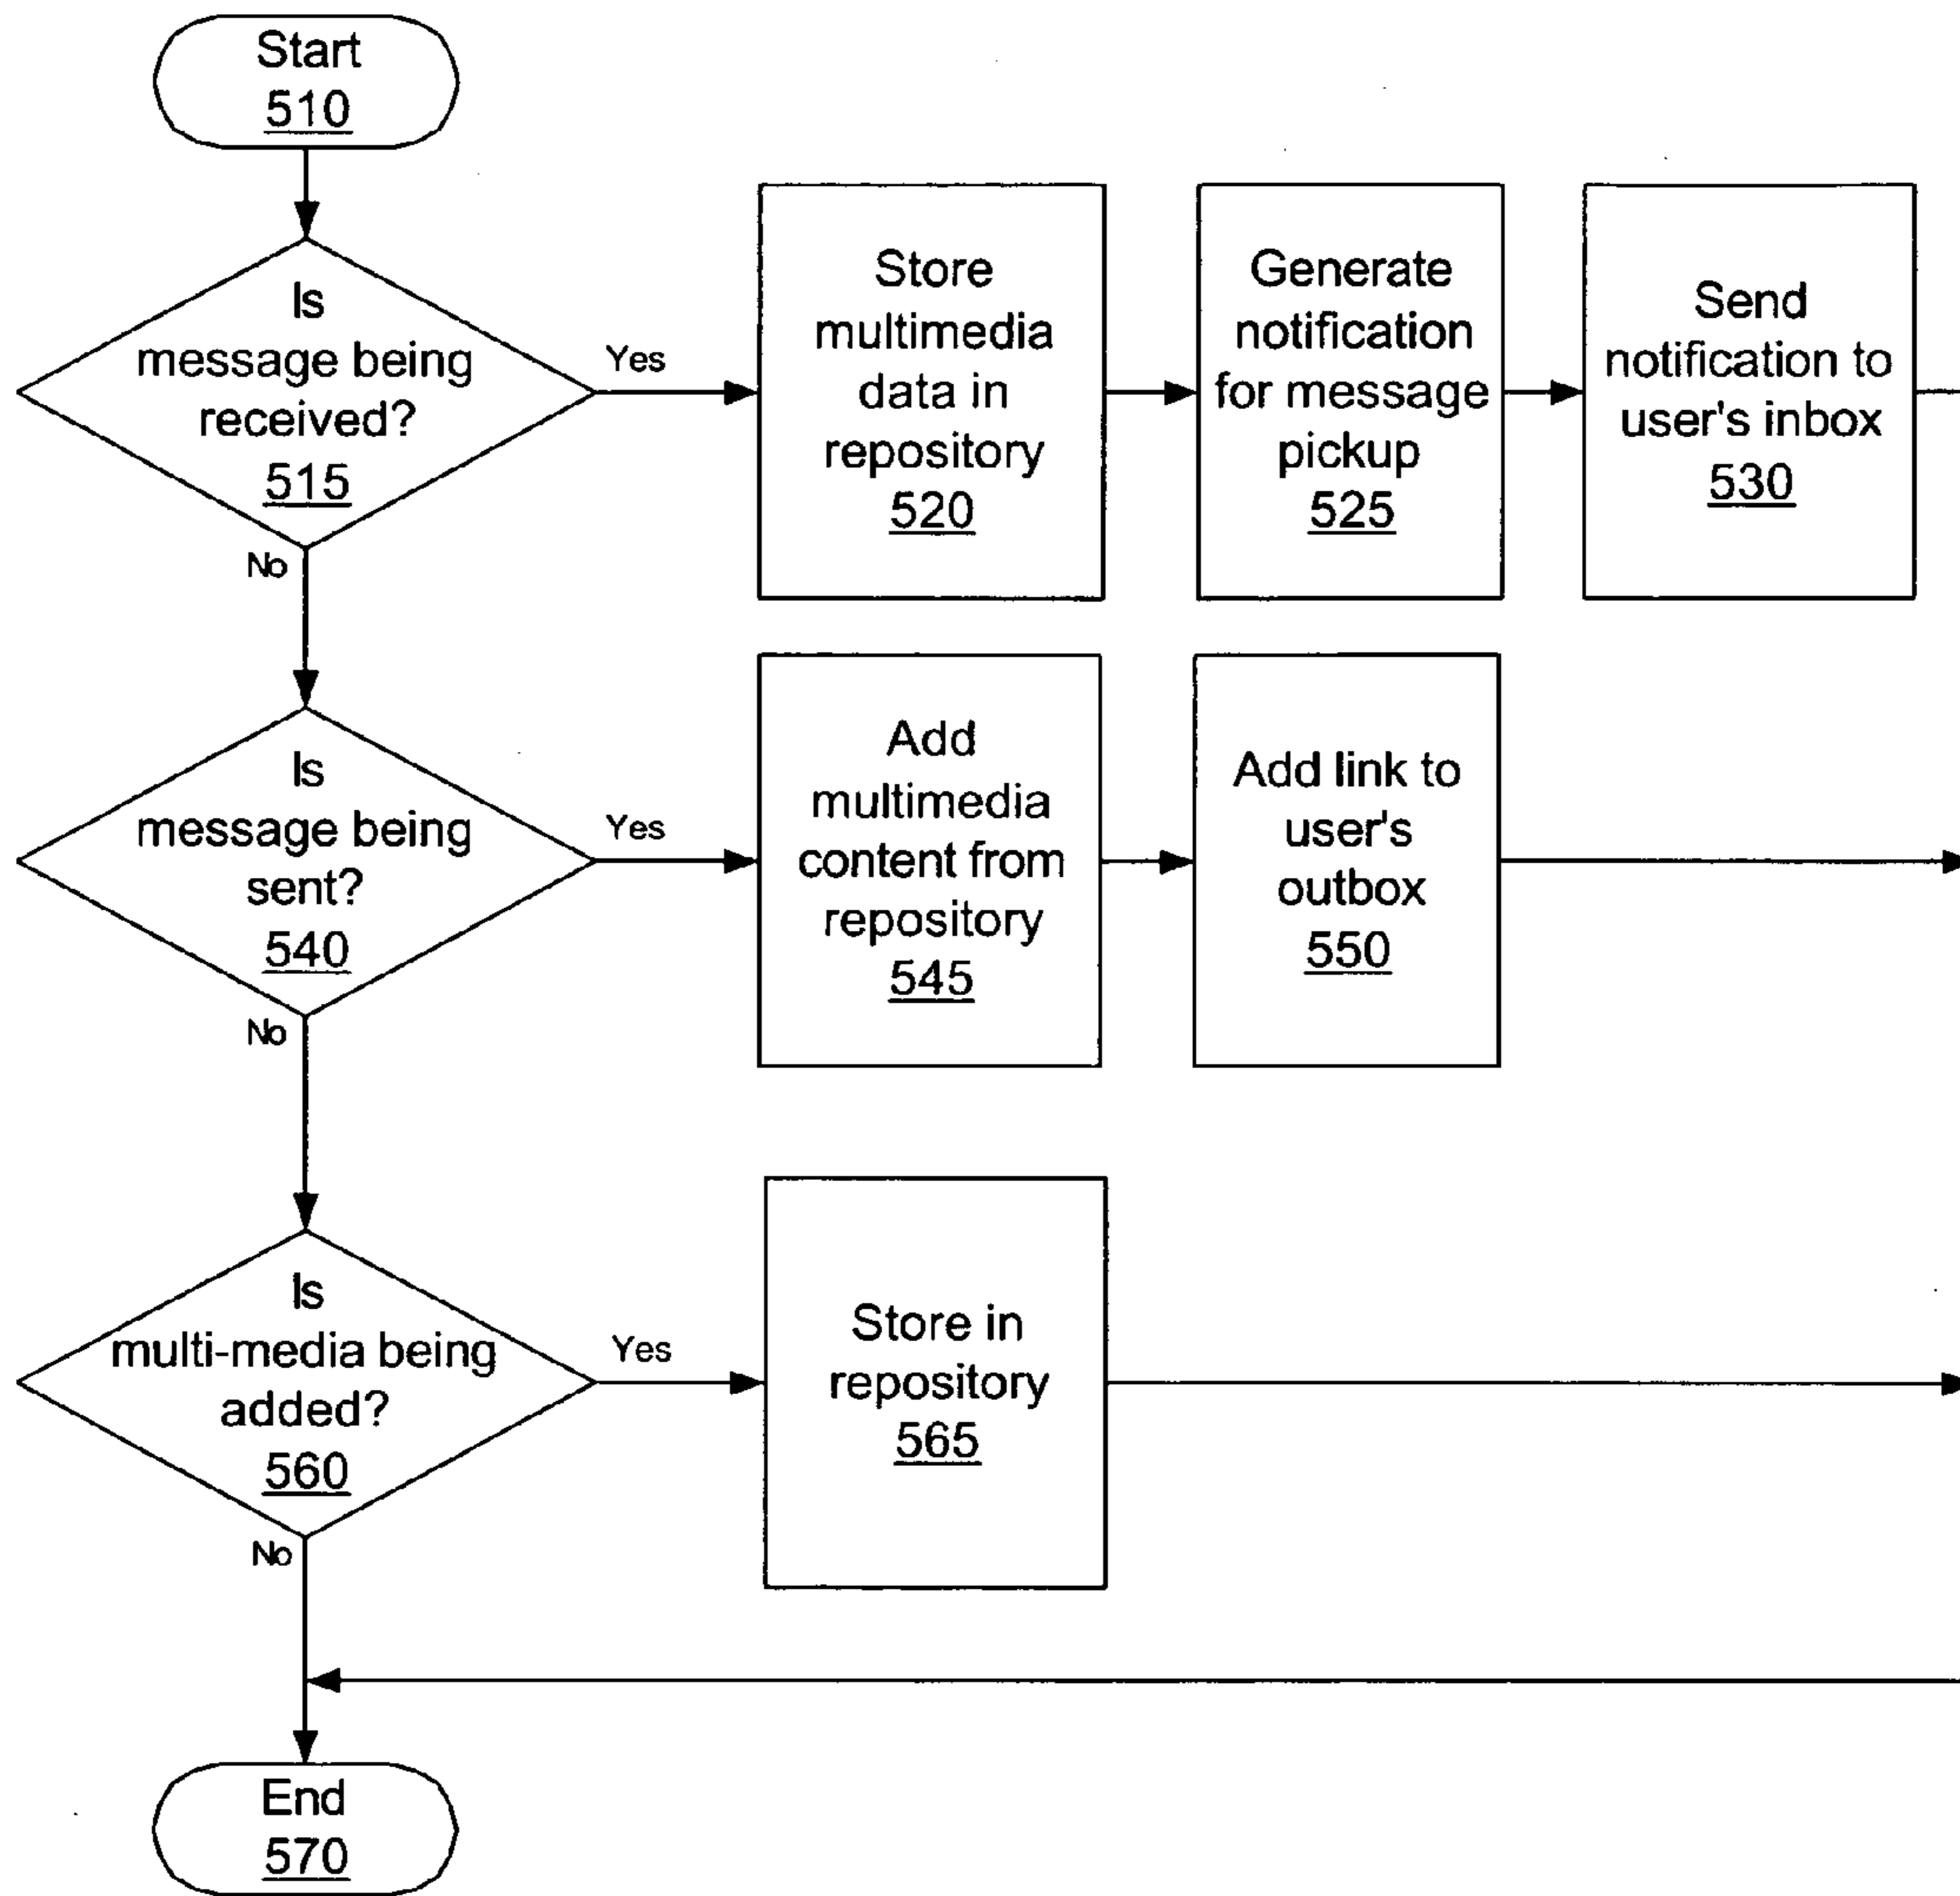 Start
510
Is
message being
received?
515
Yes
No
Store
multimedia
data in
repository
520
Generate
notification
for message
pickup
525
Send
notification to
user's inbox
530
Is
message being
sent?
540
Yes
No
Add
multimedia
content from
repository
545
Add link to
user's
outbox
550
Is
multi-media being
added?
560
Yes
No
Store in
repository
565
End
570